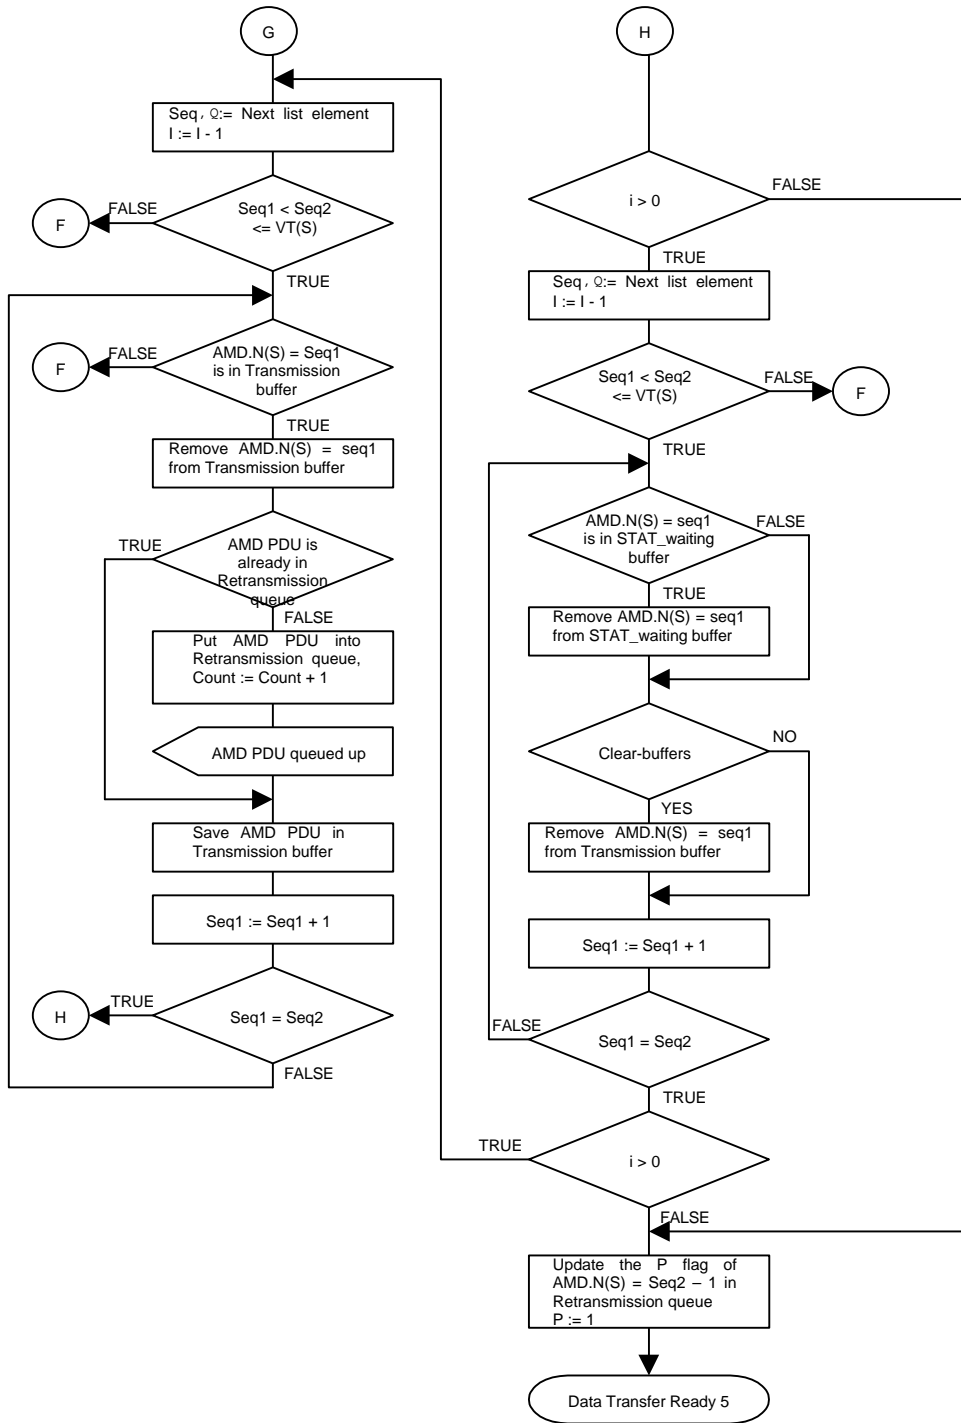 G
Seq, Q:= Next list element
I := I - 1
Seq1 < Seq2
<= VT(S)
FALSE
F
TRUE
AMD.N(S) = Seq1
is in Transmission
buffer
FALSE
F
TRUE
Remove AMD.N(S) = seq1
from Transmission buffer
AMD PDU is
already in
Retransmission
queue
TRUE
FALSE
Put AMD PDU into
Retransmission queue,
Count := Count + 1
AMD PDU queued up
Save AMD PDU in
Transmission buffer
Seq1 := Seq1 + 1
Seq1 = Seq2
TRUE
H
FALSE
H
i > 0
FALSE
TRUE
Seq, Q:= Next list element
I := I - 1
Seq1 < Seq2
<= VT(S)
FALSE
F
TRUE
AMD.N(S) = seq1
is in STAT_waiting
buffer
FALSE
TRUE
Remove AMD.N(S) = seq1
from STAT_waiting buffer
Clear-buffers
NO
YES
Remove AMD.N(S) = seq1
from Transmission buffer
Seq1 := Seq1 + 1
Seq1 = Seq2
FALSE
TRUE
i > 0
TRUE
FALSE
Update the P flag of
AMD.N(S) = Seq2 – 1 in
Retransmission queue
P := 1
Data Transfer Ready 5